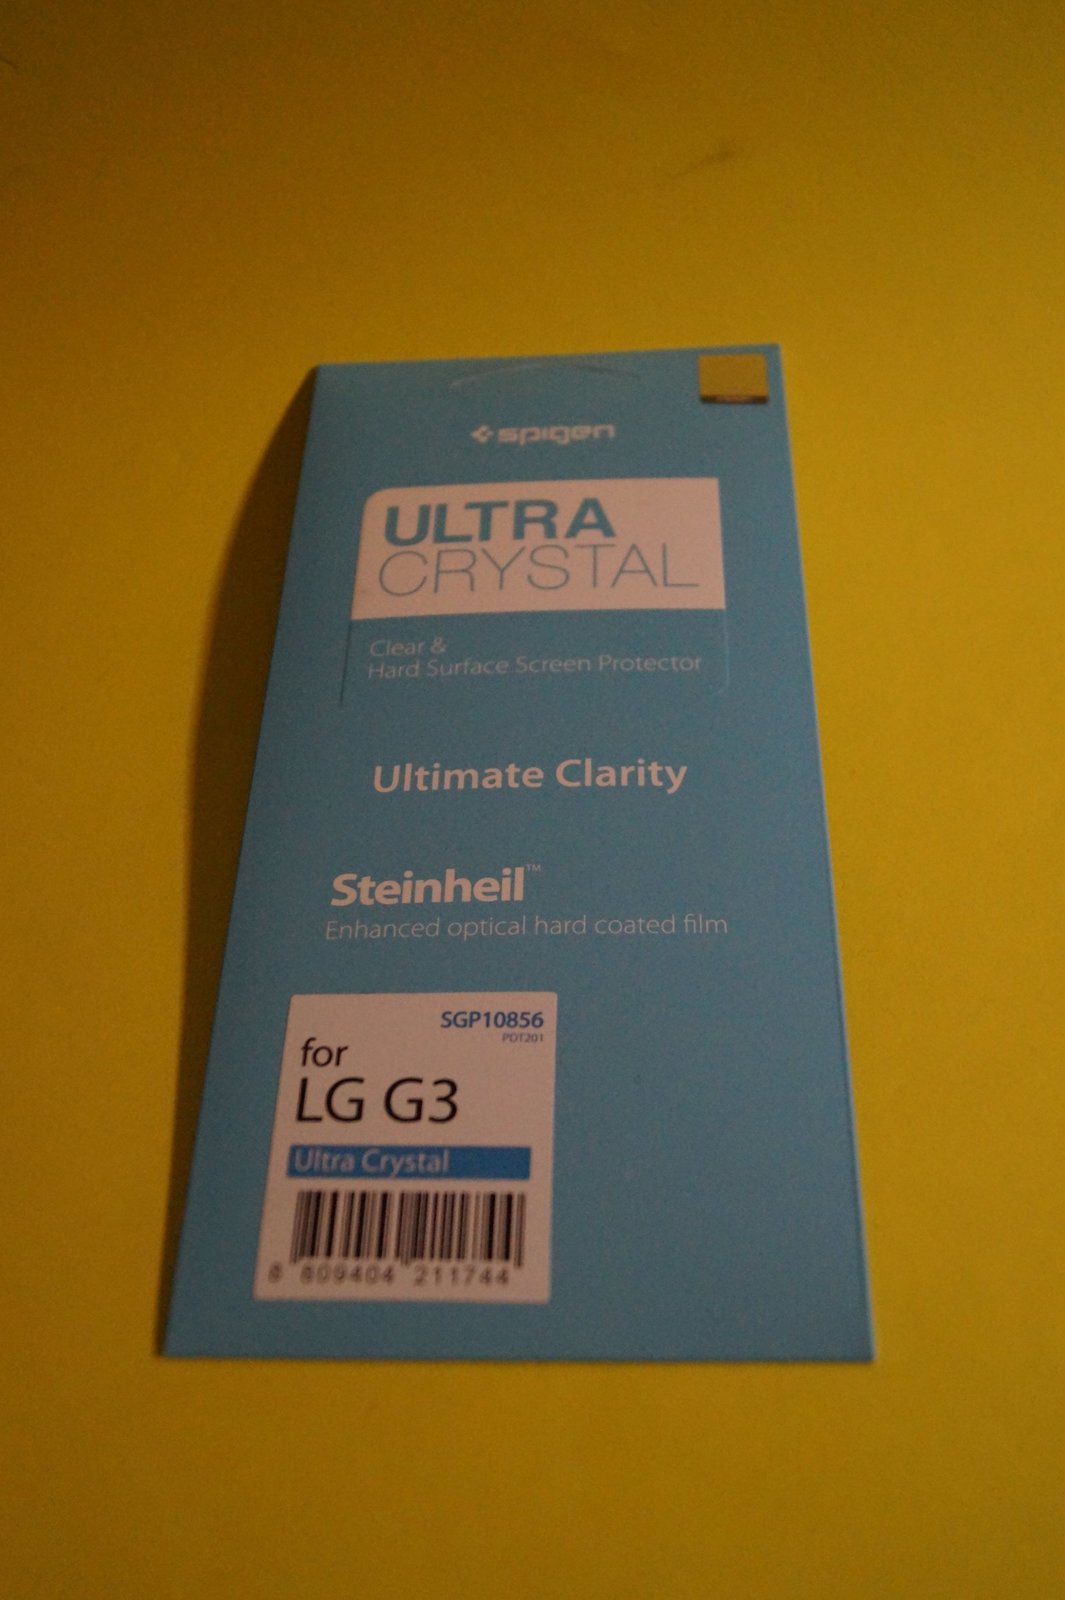 spigen
ULTRA
CRYSTAL
Clear &
Hard Surface Screen Protector
Ultimate Clarity
Steinheil™
Enhanced optical hard coated film
SGP10856
PDT201
for
LG G3
Ultra Crystal
8 809404 211744